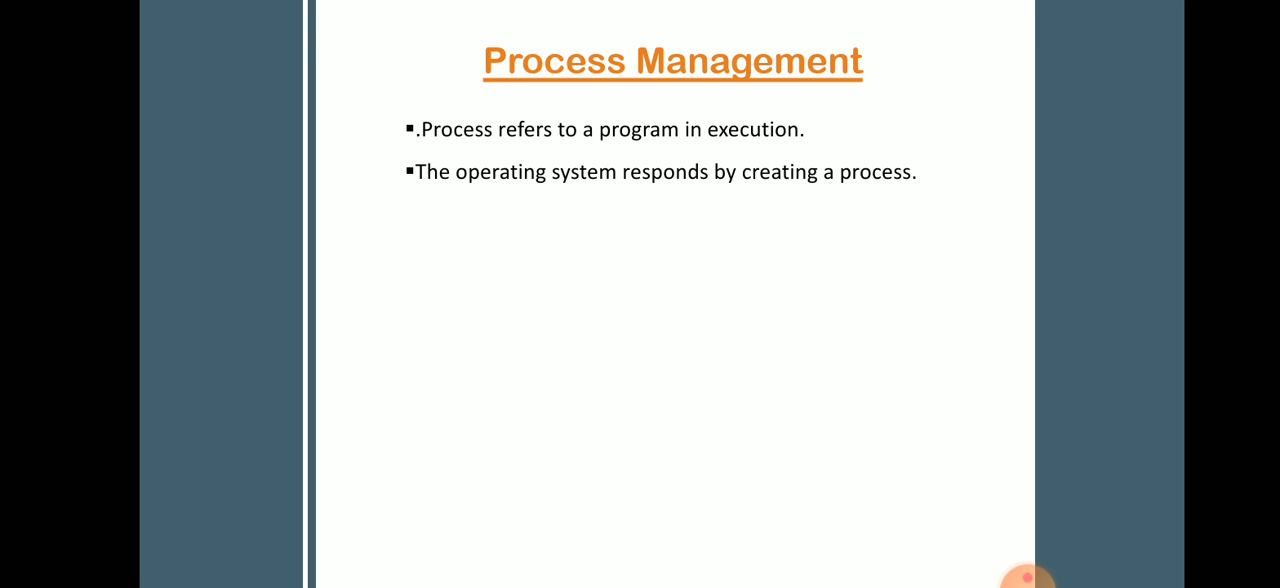 Process Management
▪.Process refers to a program in execution.
▪The operating system responds by creating a process.